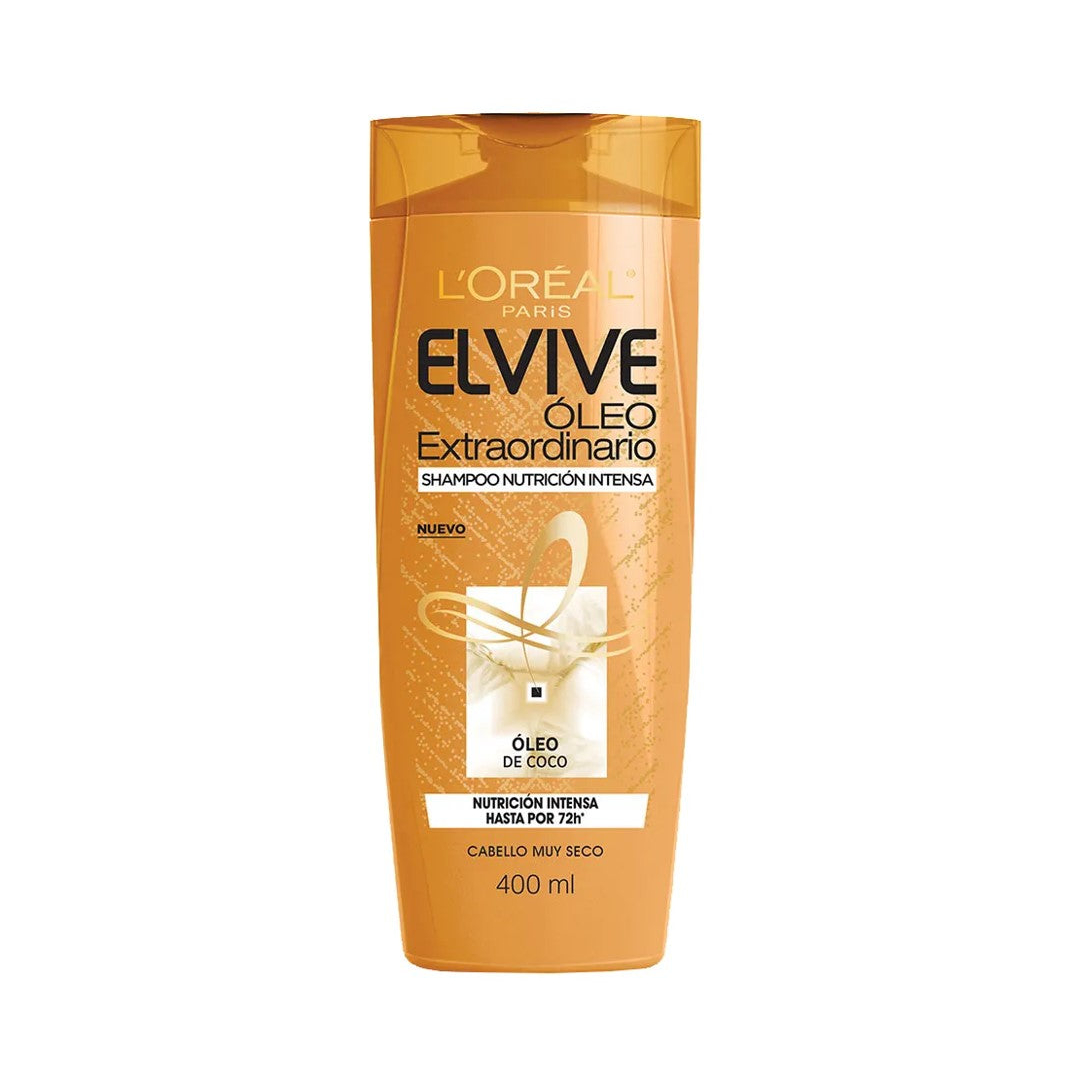 L'ORÉAL®
PARiS
ELVIVE
ÓLEO
Extraordinario
SHAMPOO NUTRICIÓN INTENSA
NUEVO
ÓLEO
DE COCO
NUTRICIÓN INTENSA
HASTA POR 72h*
CABELLO MUY SECO
400 ml